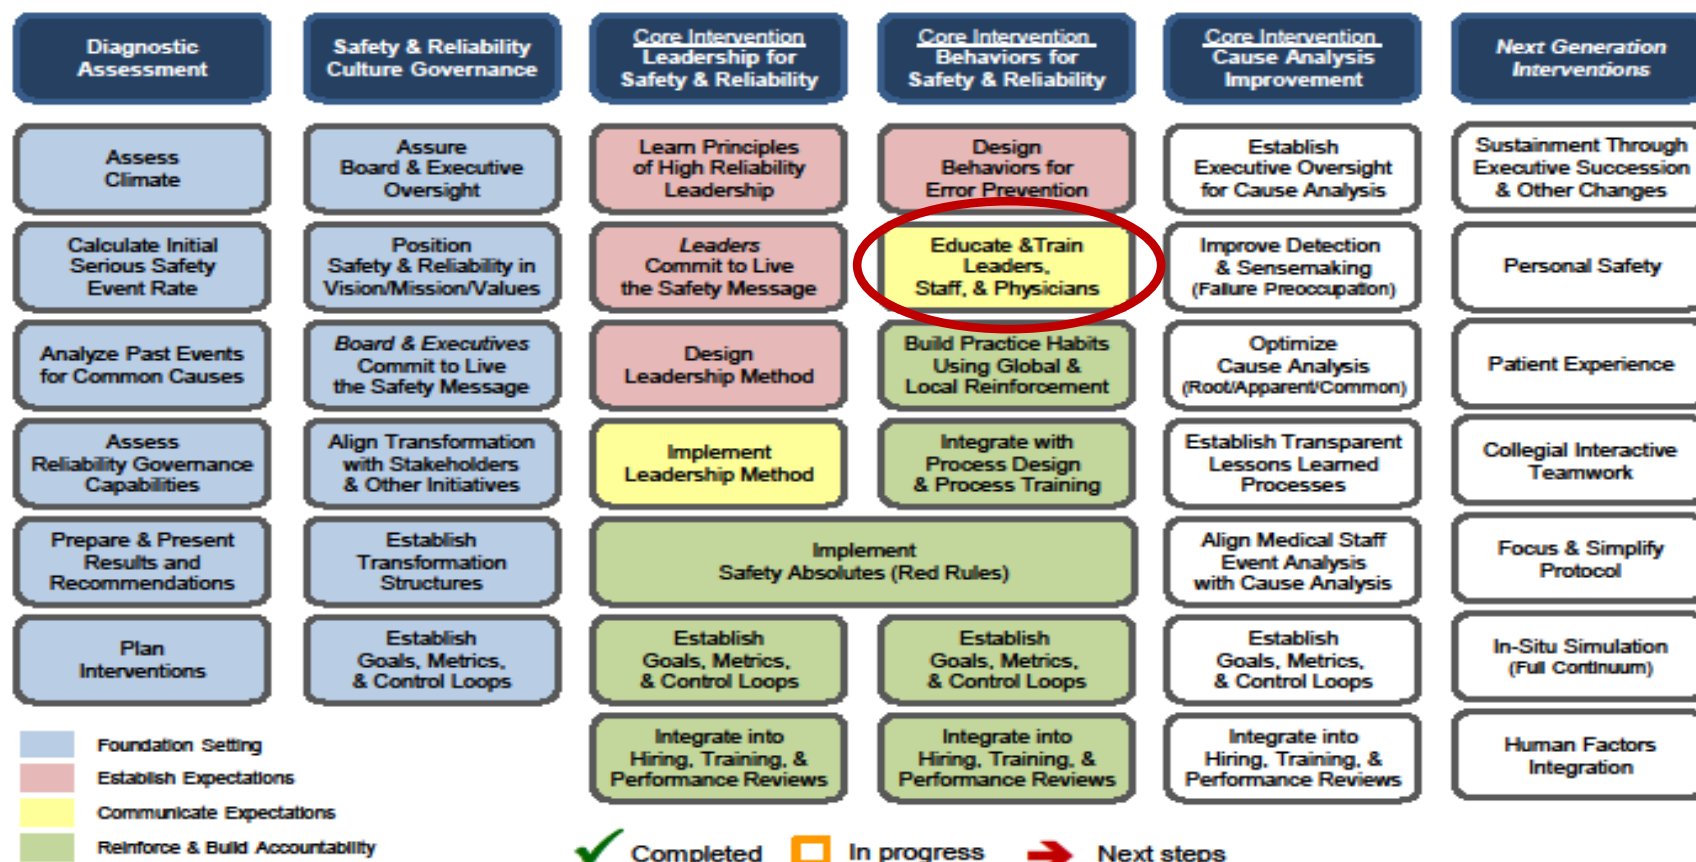 Diagnostic
Assessment
Safety & Reliability
Culture Governance
Core Intervention
Leadership for
Safety & Reliability
Core Intervention
Behaviors for
Safety & Reliability
Core Intervention
Cause Analysis
Improvement
Next Generation
Interventions
Assess
Climate
Assure
Board & Executive
Oversight
Learn Principles
of High Reliability
Leadership
Design
Behaviors for
Error Prevention
Establish
Executive Oversight
for Cause Analysis
Sustainment Through
Executive Succession
& Other Changes
Calculate Initial
Serious Safety
Event Rate
Position
Safety & Reliability in
Vision/Mission/Values
Leaders
Commit to Live
the Safety Message
Educate &Train
Leaders,
Staff, & Physicians
Improve Detection
& Sensemaking
(Failure Preoccupation)
Personal Safety
Analyze Past Events
for Common Causes
Board & Executives
Commit to Live
the Safety Message
Design
Leadership Method
Build Practice Habits
Using Global &
Local Reinforcement
Optimize
Cause Analysis
(Root/Apparent/Common)
Patient Experience
Assess
Reliability Governance
Capabilities
Align Transformation
with Stakeholders
& Other Initiatives
Implement
Leadership Method
Integrate with
Process Design
& Process Training
Establish Transparent
Lessons Learned
Processes
Collegial Interactive
Teamwork
Prepare & Present
Results and
Recommendations
Establish
Transformation
Structures
Implement
Safety Absolutes (Red Rules)
Align Medical Staff
Event Analysis
with Cause Analysis
Focus & Simplify
Protocol
Plan
Interventions
Establish
Goals, Metrics,
& Control Loops
Establish
Goals, Metrics,
& Control Loops
Establish
Goals, Metrics,
& Control Loops
Establish
Goals, Metrics,
& Control Loops
In-Situ Simulation
(Full Continuum)
Integrate into
Hiring, Training, &
Performance Reviews
Integrate into
Hiring, Training, &
Performance Reviews
Integrate into
Hiring, Training, &
Performance Reviews
Human Factors
Integration
Foundation Setting
Establish Expectations
Communicate Expectations
Reinforce & Build Accountability
Completed
In progress
Next steps